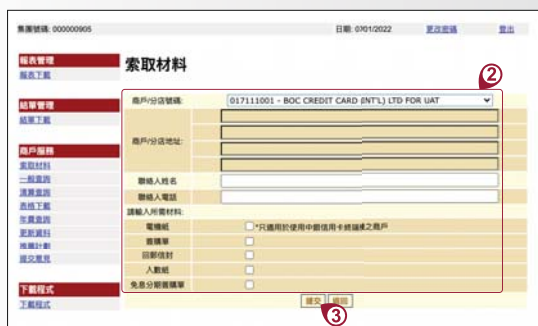 集團號碼: 000000905
日期: 0701/2022
更改密碼
登出
報表管理
報表下載
結單管理
結單下載
商戶服務
索取材料
一般查詢
清算查詢
表格下載
年費查詢
更新資料
推廣計劃
提交意見
下載程式
下載程式
索取材料
②
商戶/分店號碼:
017111001 - BOC CREDIT CARD (INT'L) LTD FOR UAT
商戶/分店地址:
聯絡人姓名
聯絡人電話
請輸入所需材料:
電機紙
*只適用於使用中銀信用卡終端機之商戶
簽購單
回郵信封
人數紙
免息分期簽購單
提交
返回
③